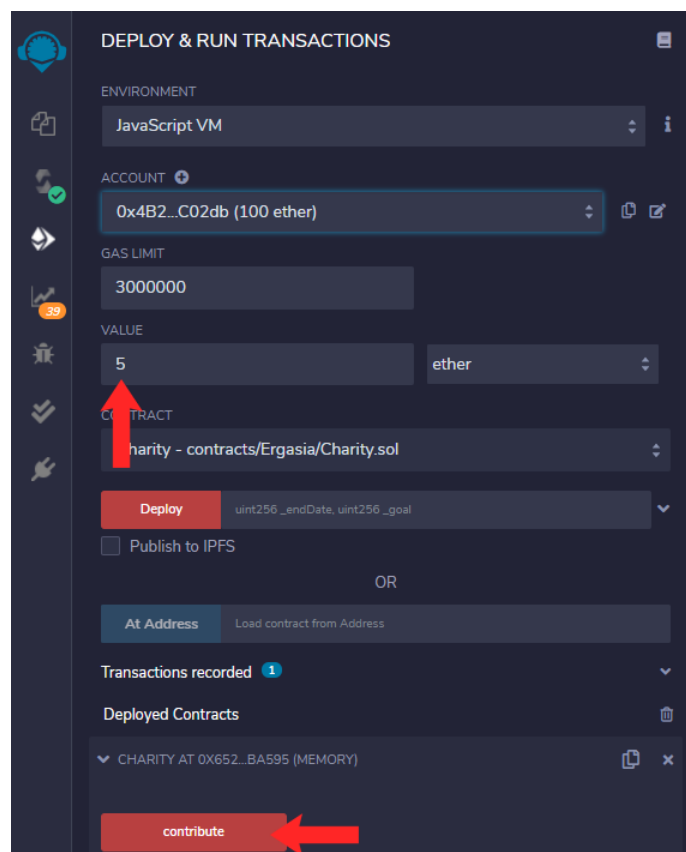 DEPLOY & RUN TRANSACTIONS
ENVIRONMENT
JavaScript VM
ACCOUNT
0x4B2...C02db (100 ether)
GAS LIMIT
3000000
39
VALUE
5 ether
CONTRACT
Charity - contracts/Ergasia/Charity.sol
Deploy uint256 _endDate, uint256 _goal
Publish to IPFS
OR
At Address Load contract from Address
Transactions recorded 1
Deployed Contracts
CHARITY AT 0X652...BA595 (MEMORY)
contribute